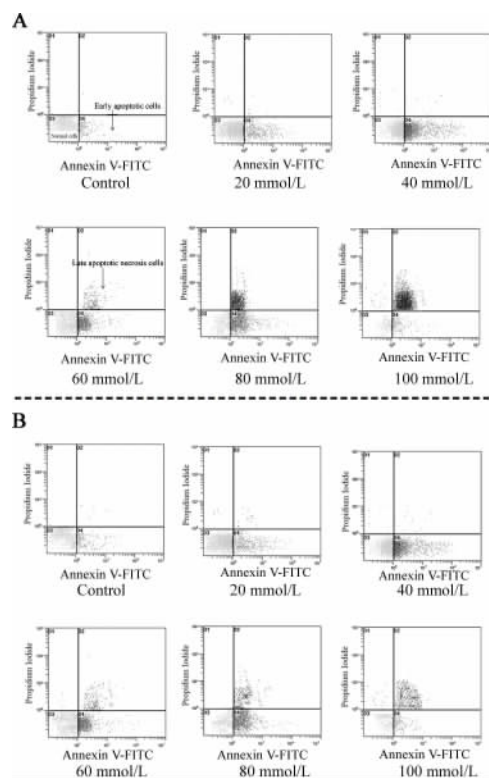 A
Propidium Iodide
Early apoptotic cells
Normal cells
Annexin V-FITC
Control
Propidium Iodide
Annexin V-FITC
20 mmol/L
Propidium Iodide
Annexin V-FITC
40 mmol/L
Propidium Iodide
Late apoptotic necrosis cells
Annexin V-FITC
60 mmol/L
Propidium Iodide
Annexin V-FITC
80 mmol/L
Propidium Iodide
Annexin V-FITC
100 mmol/L
B
Propidium Iodide
Annexin V-FITC
Control
Propidium Iodide
Annexin V-FITC
20 mmol/L
Propidium Iodide
Annexin V-FITC
40 mmol/L
Propidium Iodide
Annexin V-FITC
60 mmol/L
Propidium Iodide
Annexin V-FITC
80 mmol/L
Propidium Iodide
Annexin V-FITC
100 mmol/L